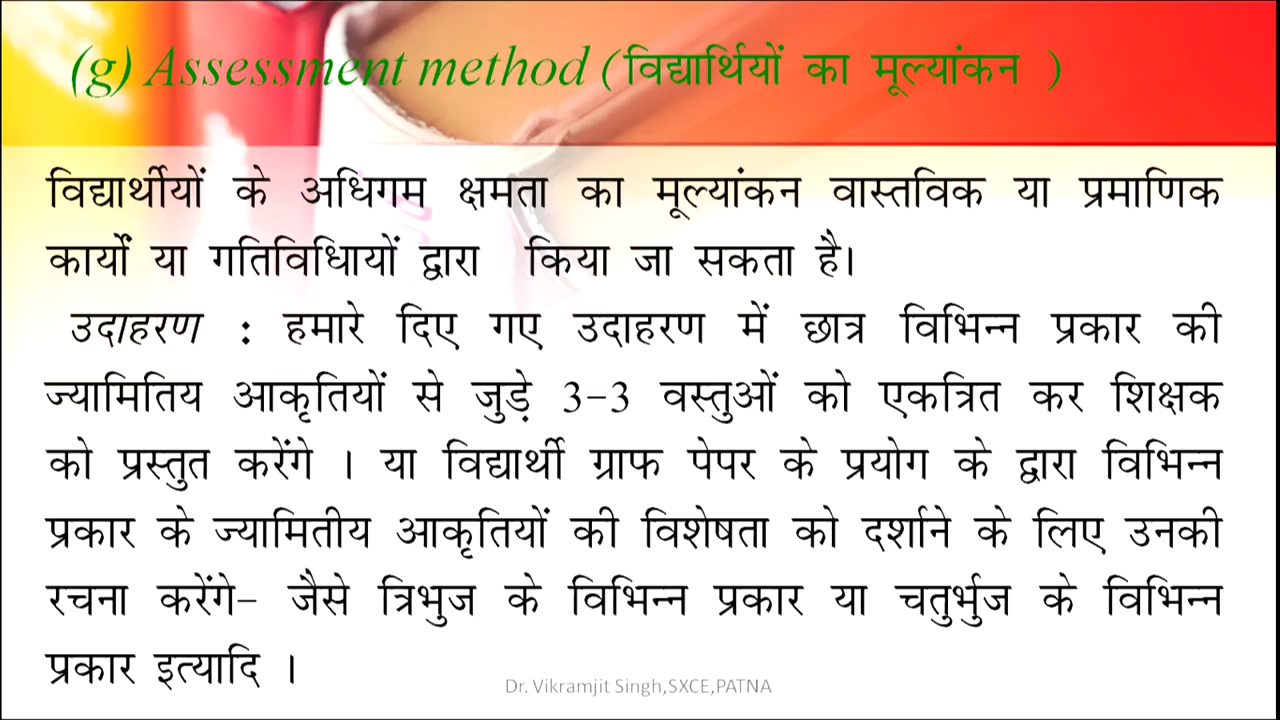 (g) Assessment method (विद्यार्थियों का मूल्यांकन )
विद्यार्थीयों के अधिगम क्षमता का मूल्यांकन वास्तविक या प्रमाणिक
कार्यों या गतिविधिायों द्वारा किया जा सकता है।
उदाहरण : हमारे दिए गए उदाहरण में छात्र विभिन्न प्रकार की
ज्यामितिय आकृतियों से जुड़े 3-3 वस्तुओं को एकत्रित कर शिक्षक
को प्रस्तुत करेंगे । या विद्यार्थी ग्राफ पेपर के प्रयोग के द्वारा विभिन्न
प्रकार के ज्यामितीय आकृतियों की विशेषता को दर्शाने के लिए उनकी
रचना करेंगे- जैसे त्रिभुज के विभिन्न प्रकार या चतुर्भुज के विभिन्न
प्रकार इत्यादि ।
Dr. Vikramjit Singh,SXCE,PATNA